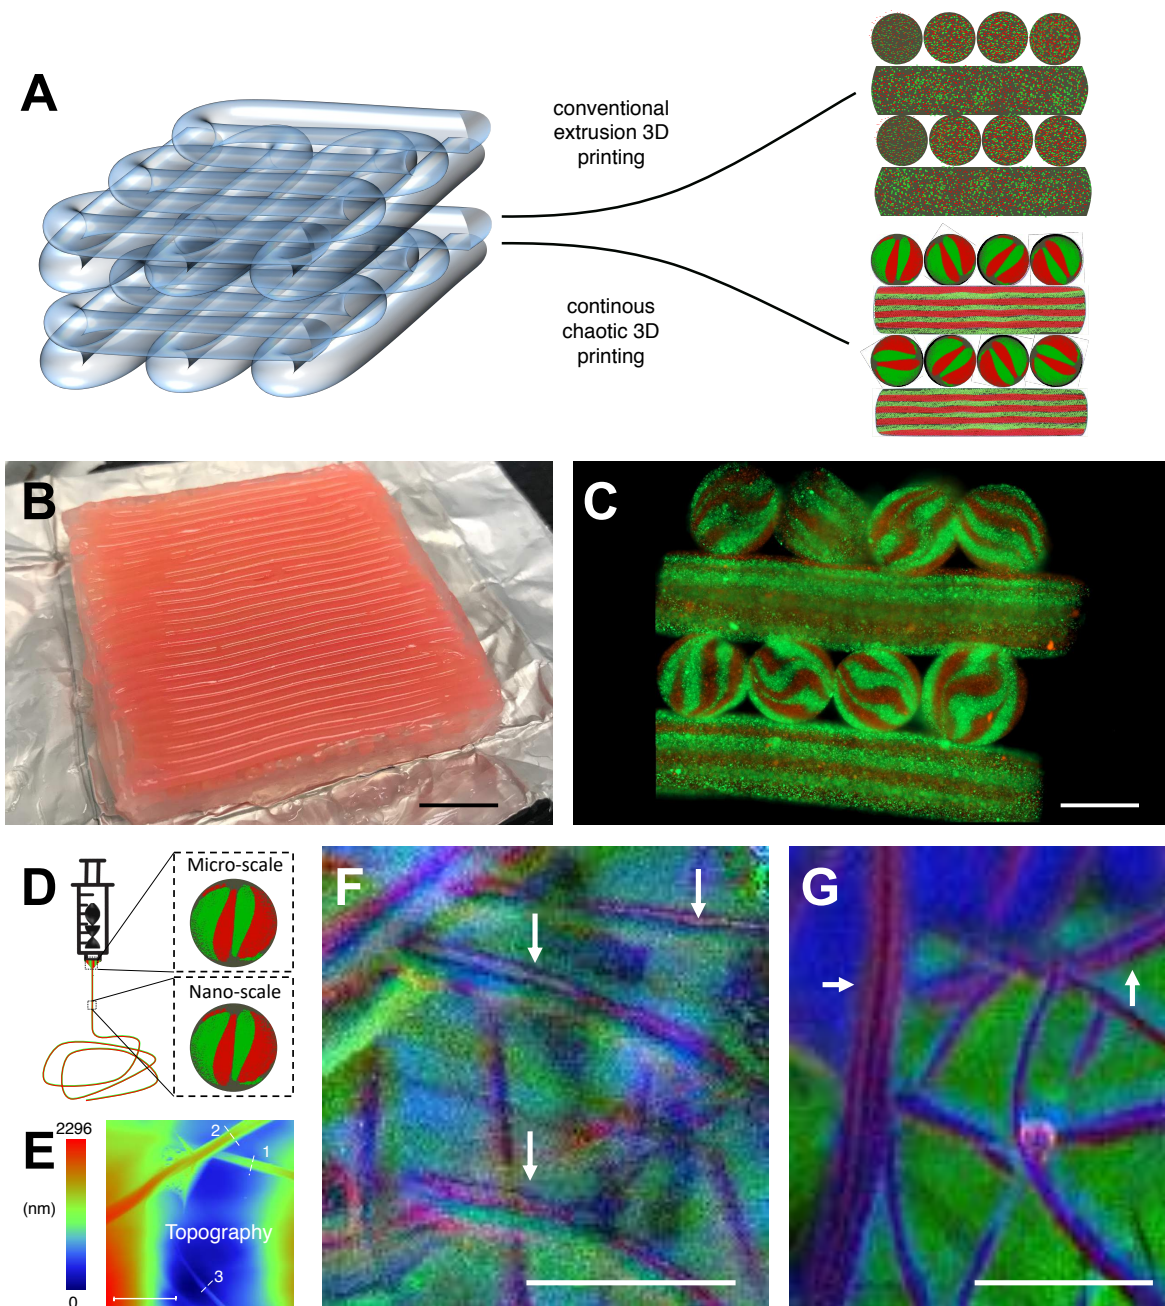 A
conventional
extrusion 3D
printing
continous
chaotic 3D
printing
B
C
D
Micro-scale
Nano-scale
E
2296
(nm)
0
2
1
Topography
3
F
G